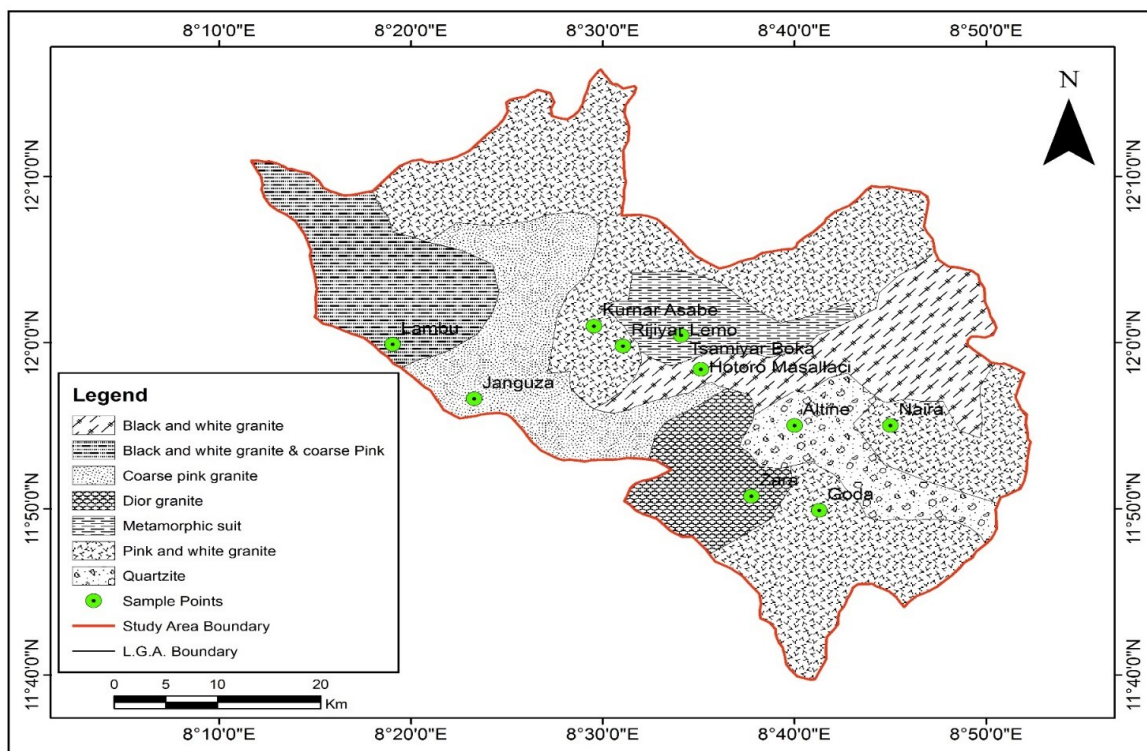 8°10'0"E 8°20'0"E 8°30'0"E 8°40'0"E 8°50'0"E
N
12°10'0"N 12°10'0"N
Kurnar Asabe
Rijiyar Lemo
12°0'0"N Lambu Tsamiyar Boka 12°0'0"N
Hotoro Masallaci
Janguza
Altine Naira
Zara
Goda
11°50'0"N 11°50'0"N
11°40'0"N 11°40'0"N
Legend
Black and white granite
Black and white granite & coarse Pink
Coarse pink granite
Dior granite
Metamorphic suit
Pink and white granite
Quartzite
Sample Points
Study Area Boundary
L.G.A. Boundary
0 5 10 20
Km
8°10'0"E 8°20'0"E 8°30'0"E 8°40'0"E 8°50'0"E